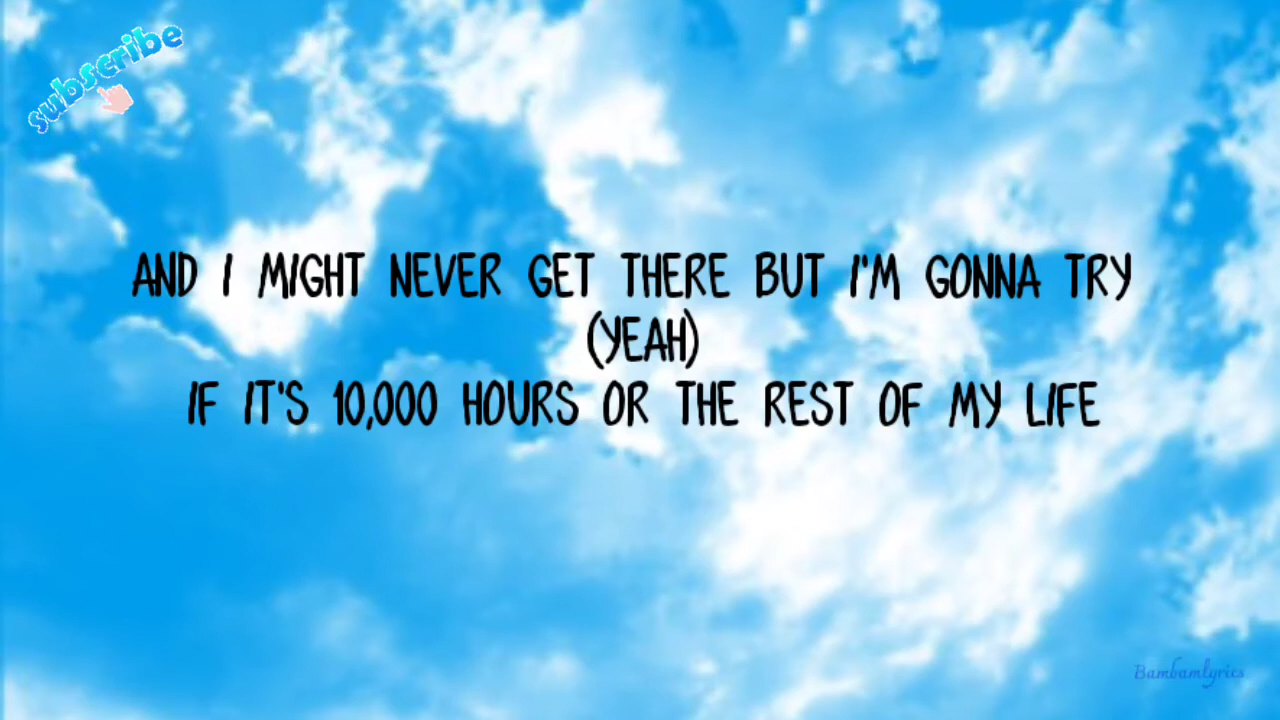 subscribe
AND I MIGHT NEVER GET THERE BUT I'M GONNA TRY
(YEAH)
IF IT'S 10,000 HOURS OR THE REST OF MY LIFE
Bambamlyrics